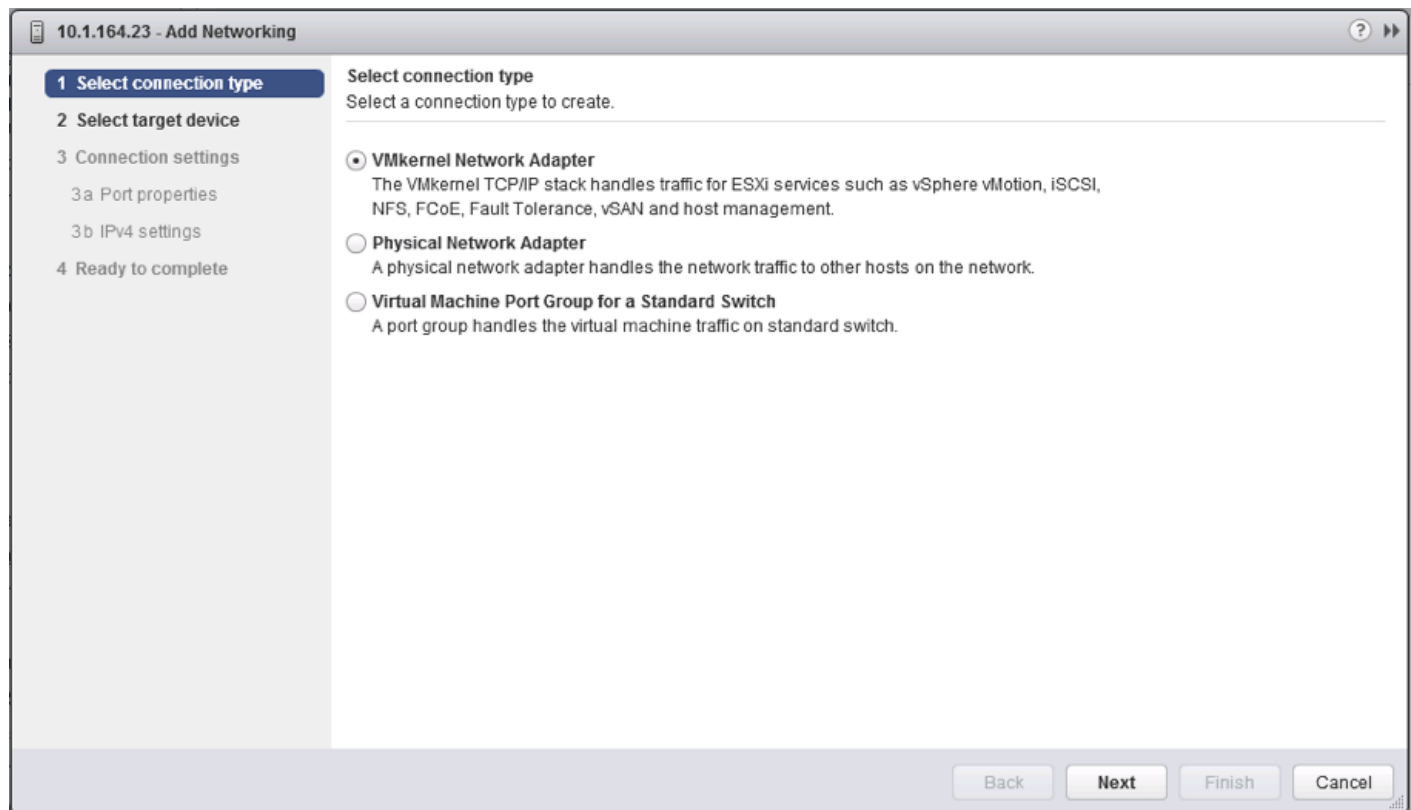 10.1.164.23 - Add Networking
1 Select connection type
2 Select target device
3 Connection settings
3a Port properties
3b IPv4 settings
4 Ready to complete
Select connection type
Select a connection type to create.
VMkernel Network Adapter
The VMkernel TCP/IP stack handles traffic for ESXi services such as vSphere vMotion, iSCSI,
NFS, FCoE, Fault Tolerance, vSAN and host management.
Physical Network Adapter
A physical network adapter handles the network traffic to other hosts on the network.
Virtual Machine Port Group for a Standard Switch
A port group handles the virtual machine traffic on standard switch.
Back Next Finish Cancel